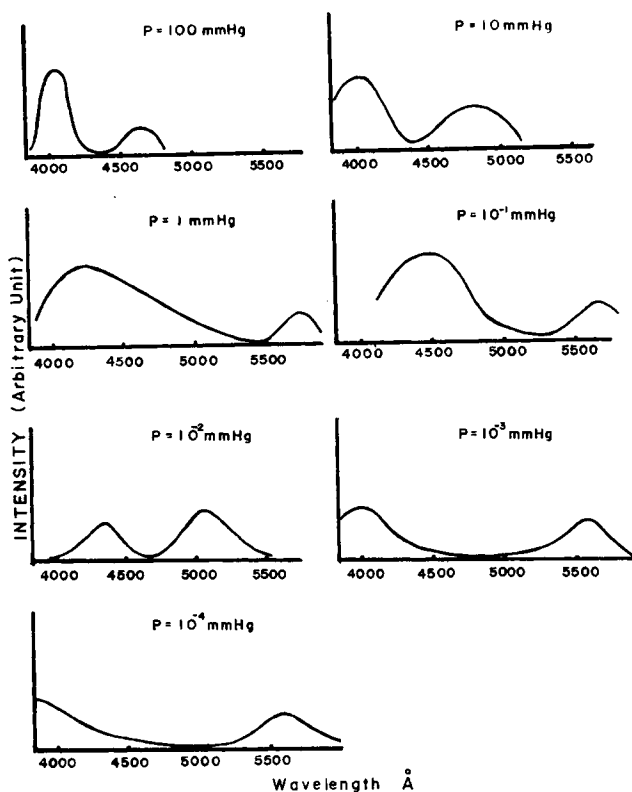 P = 100 mmHg
4000 4500 5000 5500
P = 10 mmHg
4000 4500 5000 5500
P = 1 mmHg
4000 4500 5000 5500
P = 10⁻¹ mmHg
4000 4500 5000 5500
INTENSITY (Arbitrary Unit)
P = 10⁻² mmHg
4000 4500 5000 5500
P = 10⁻³ mmHg
4000 4500 5000 5500
P = 10⁻⁴ mmHg
4000 4500 5000 5500
Wavelength Å